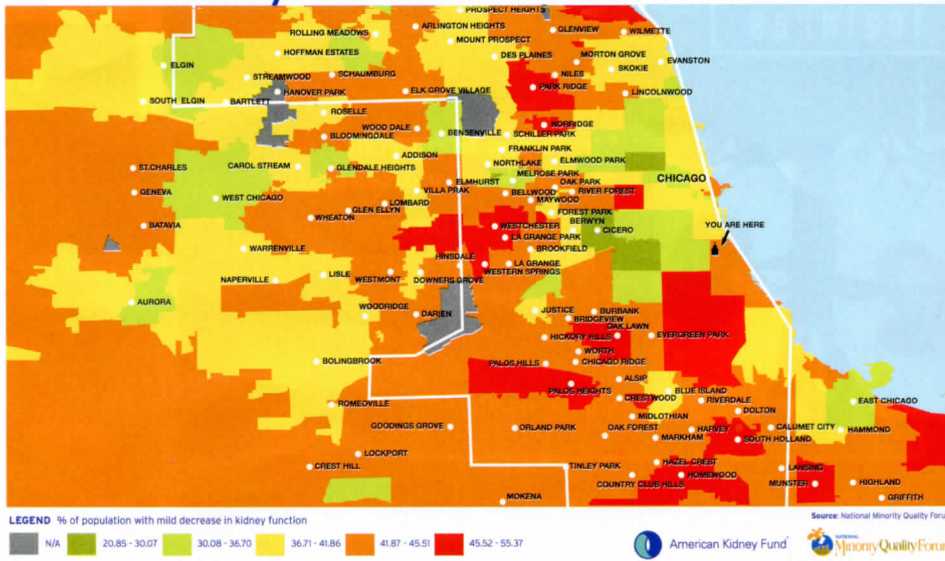 PROSPECT HEIGHTS
ARLINGTON HEIGHTS
GLENVIEW
WILMETTE
ROLLING MEADOWS
MOUNT PROSPECT
HOFFMAN ESTATES
DES PLAINES
MORTON GROVE
EVANSTON
ELGIN
SKOKIE
STREAMWOOD
SCHAUMBURG
NILES
HANOVER PARK
ELK GROVE VILLAGE
PARK RIDGE
LINCOLNWOOD
SOUTH ELGIN
BARTLETT
ROSELLE
NORRIDGE
WOOD DALE
BENSENVILLE
SCHILLER PARK
BLOOMINGDALE
FRANKLIN PARK
ADDISON
NORTHLAKE
ELMWOOD PARK
ST.CHARLES
CAROL STREAM
GLENDALE HEIGHTS
MELROSE PARK
CHICAGO
ELMHURST
OAK PARK
GENEVA
VILLA PRAK
BELLWOOD
RIVER FOREST
WEST CHICAGO
LOMBARD
MAYWOOD
GLEN ELLYN
FOREST PARK
WHEATON
BERWYN
BATAVIA
WESTCHESTER
CICERO
YOU ARE HERE
LA GRANGE PARK
WARRENVILLE
BROOKFIELD
HINSDALE
LA GRANGE
WESTERN SPRINGS
NAPERVILLE
LISLE
WESTMONT
DOWNERS GROVE
AURORA
WOODRIDGE
DARIEN
JUSTICE
BURBANK
BRIDGEVIEW
OAK LAWN
HICKORY HILLS
EVERGREEN PARK
WORTH
BOLINGBROOK
PALOS HILLS
CHICAGO RIDGE
ALSIP
PALOS HEIGHTS
BLUE ISLAND
CRESTWOOD
RIVERDALE
EAST CHICAGO
ROMEOVILLE
DOLTON
MIDLOTHIAN
GOODINGS GROVE
ORLAND PARK
OAK FOREST
HARVEY
CALUMET CITY
HAMMOND
MARKHAM
SOUTH HOLLAND
LOCKPORT
CREST HILL
TINLEY PARK
HAZEL CREST
LANSING
HOMEWOOD
COUNTRY CLUB HILLS
MUNSTER
HIGHLAND
MOKENA
GRIFFITH
LEGEND % of population with mild decrease in kidney function
Source: National Minority Quality Forum
N/A
20.85 - 30.07
30.08 - 36.70
36.71 - 41.86
41.87 - 45.51
45.52 - 55.37
American Kidney Fund
NATIONAL
Minority Quality Forum